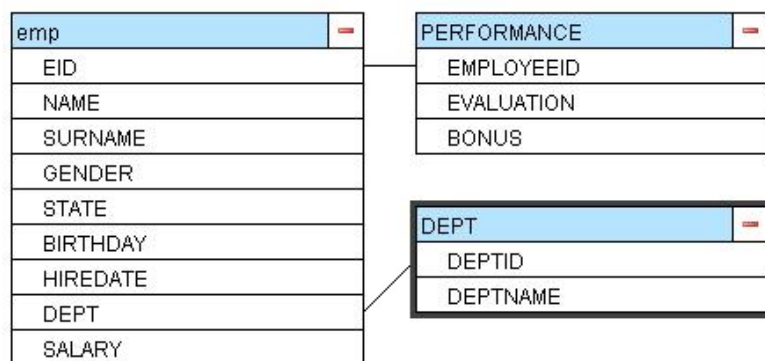 emp
EID
NAME
SURNAME
GENDER
STATE
BIRTHDAY
HIREDATE
DEPT
SALARY
PERFORMANCE
EMPLOYEEID
EVALUATION
BONUS
DEPT
DEPTID
DEPTNAME